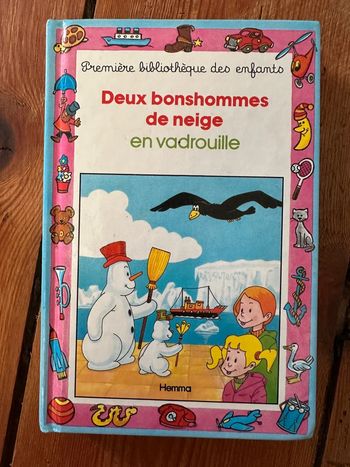 Première bibliothèque des enfants
Deux bonshommes
de neige
en vadrouille
Hemma